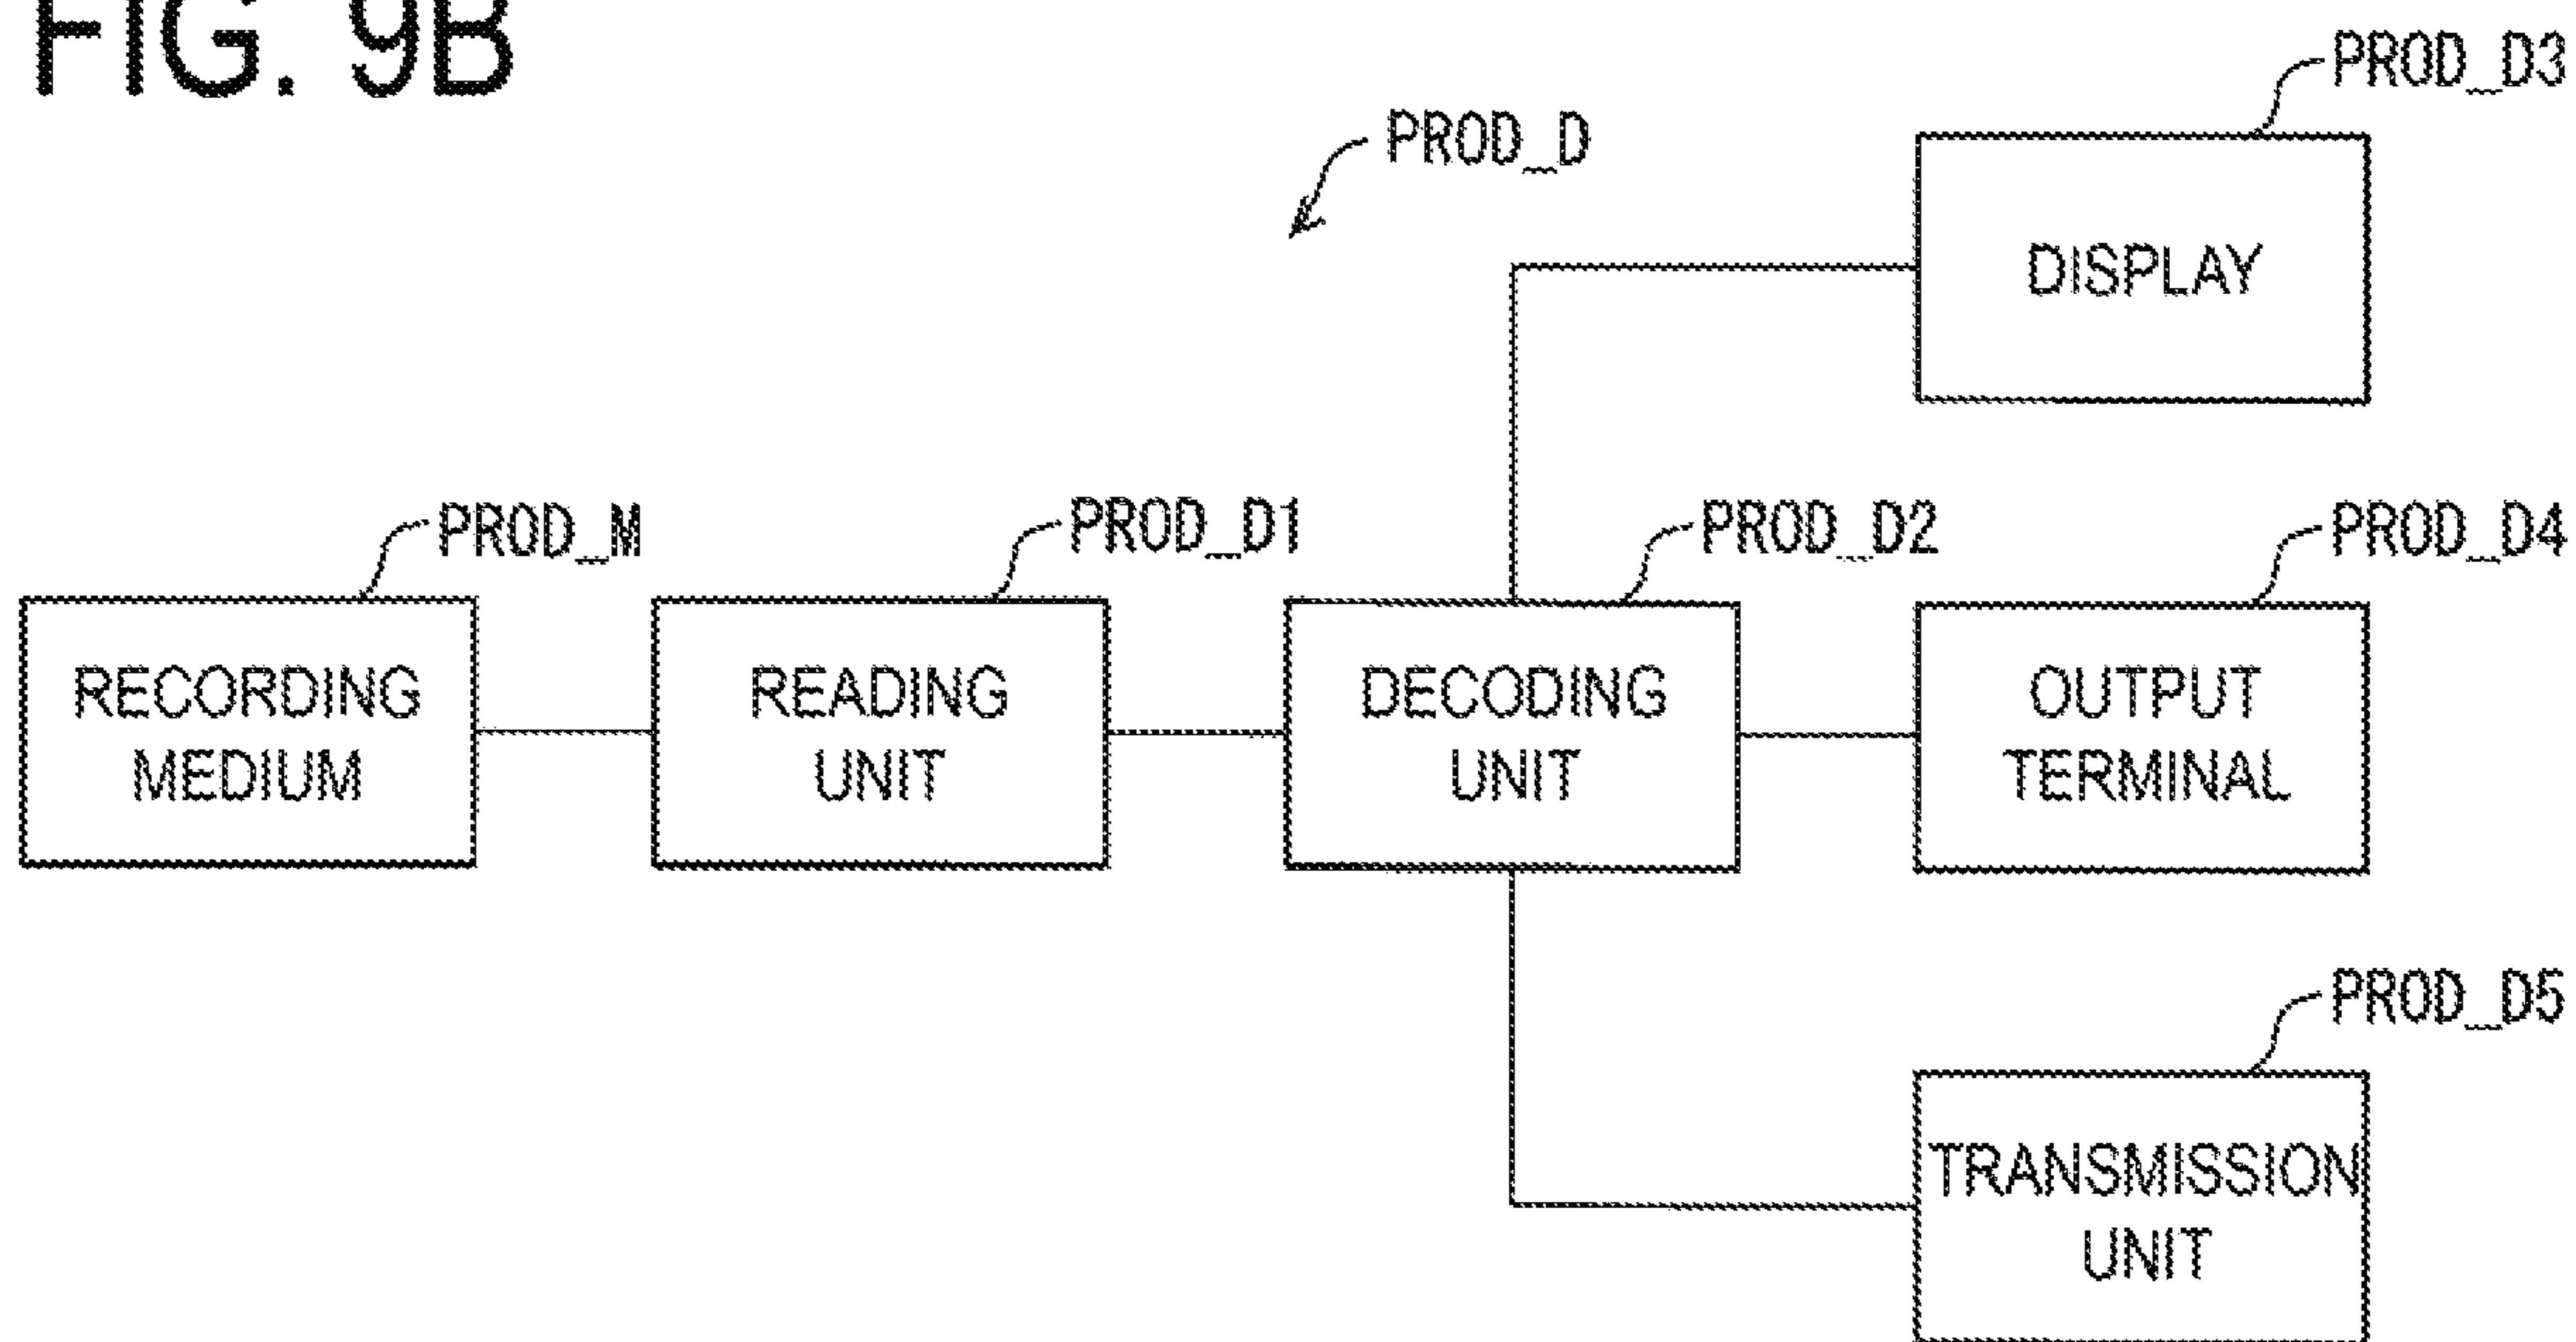 FIG. 9B
PROD_D3
PROD_D
DISPLAY
PROD_M
PROD_D1
PROD_D2
PROD_D4
RECORDING
MEDIUM
READING
UNIT
DECODING
UNIT
OUTPUT
TERMINAL
PROD_D5
TRANSMISSION
UNIT